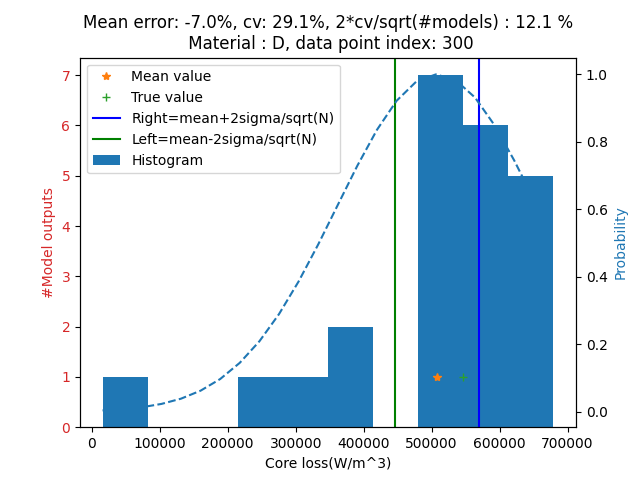 Mean error: -7.0%, cv: 29.1%, 2*cv/sqrt(#models) : 12.1 %
Material : D, data point index: 300
Mean value
True value
Right=mean+2sigma/sqrt(N)
Left=mean-2sigma/sqrt(N)
Histogram
#Model outputs
7
6
5
4
3
2
1
0
1.0
0.8
0.6
0.4
0.2
0.0
Probability
0 100000 200000 300000 400000 500000 600000 700000
Core loss(W/m^3)